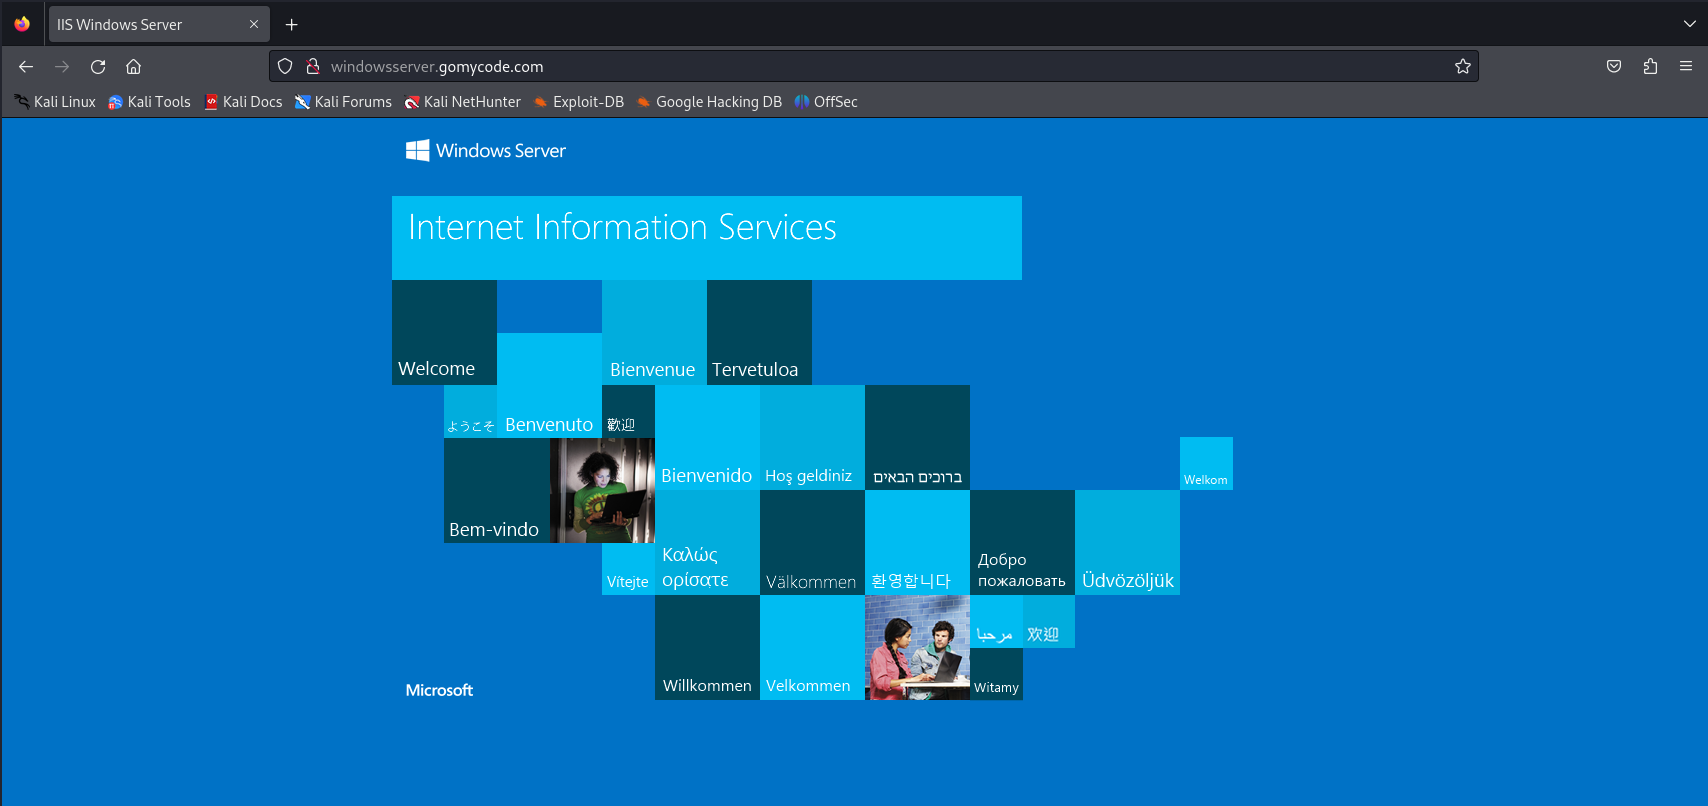 IIS Windows Server
windowsserver.gomycode.com
Kali Linux Kali Tools Kali Docs Kali Forums Kali NetHunter Exploit-DB Google Hacking DB OffSec
Windows Server
Internet Information Services
Welcome
Bienvenue
Tervetuloa
ようこそ
Benvenuto
歡迎
Bienvenido
Hoş geldiniz
ברוכים הבאים
Welkom
Bem-vindo
Vítejte
Καλώς
ορίσατε
Välkommen
환영합니다
Добро
пожаловать
Üdvözöljük
Willkommen
Velkommen
مرحبا
欢迎
Witamy
Microsoft